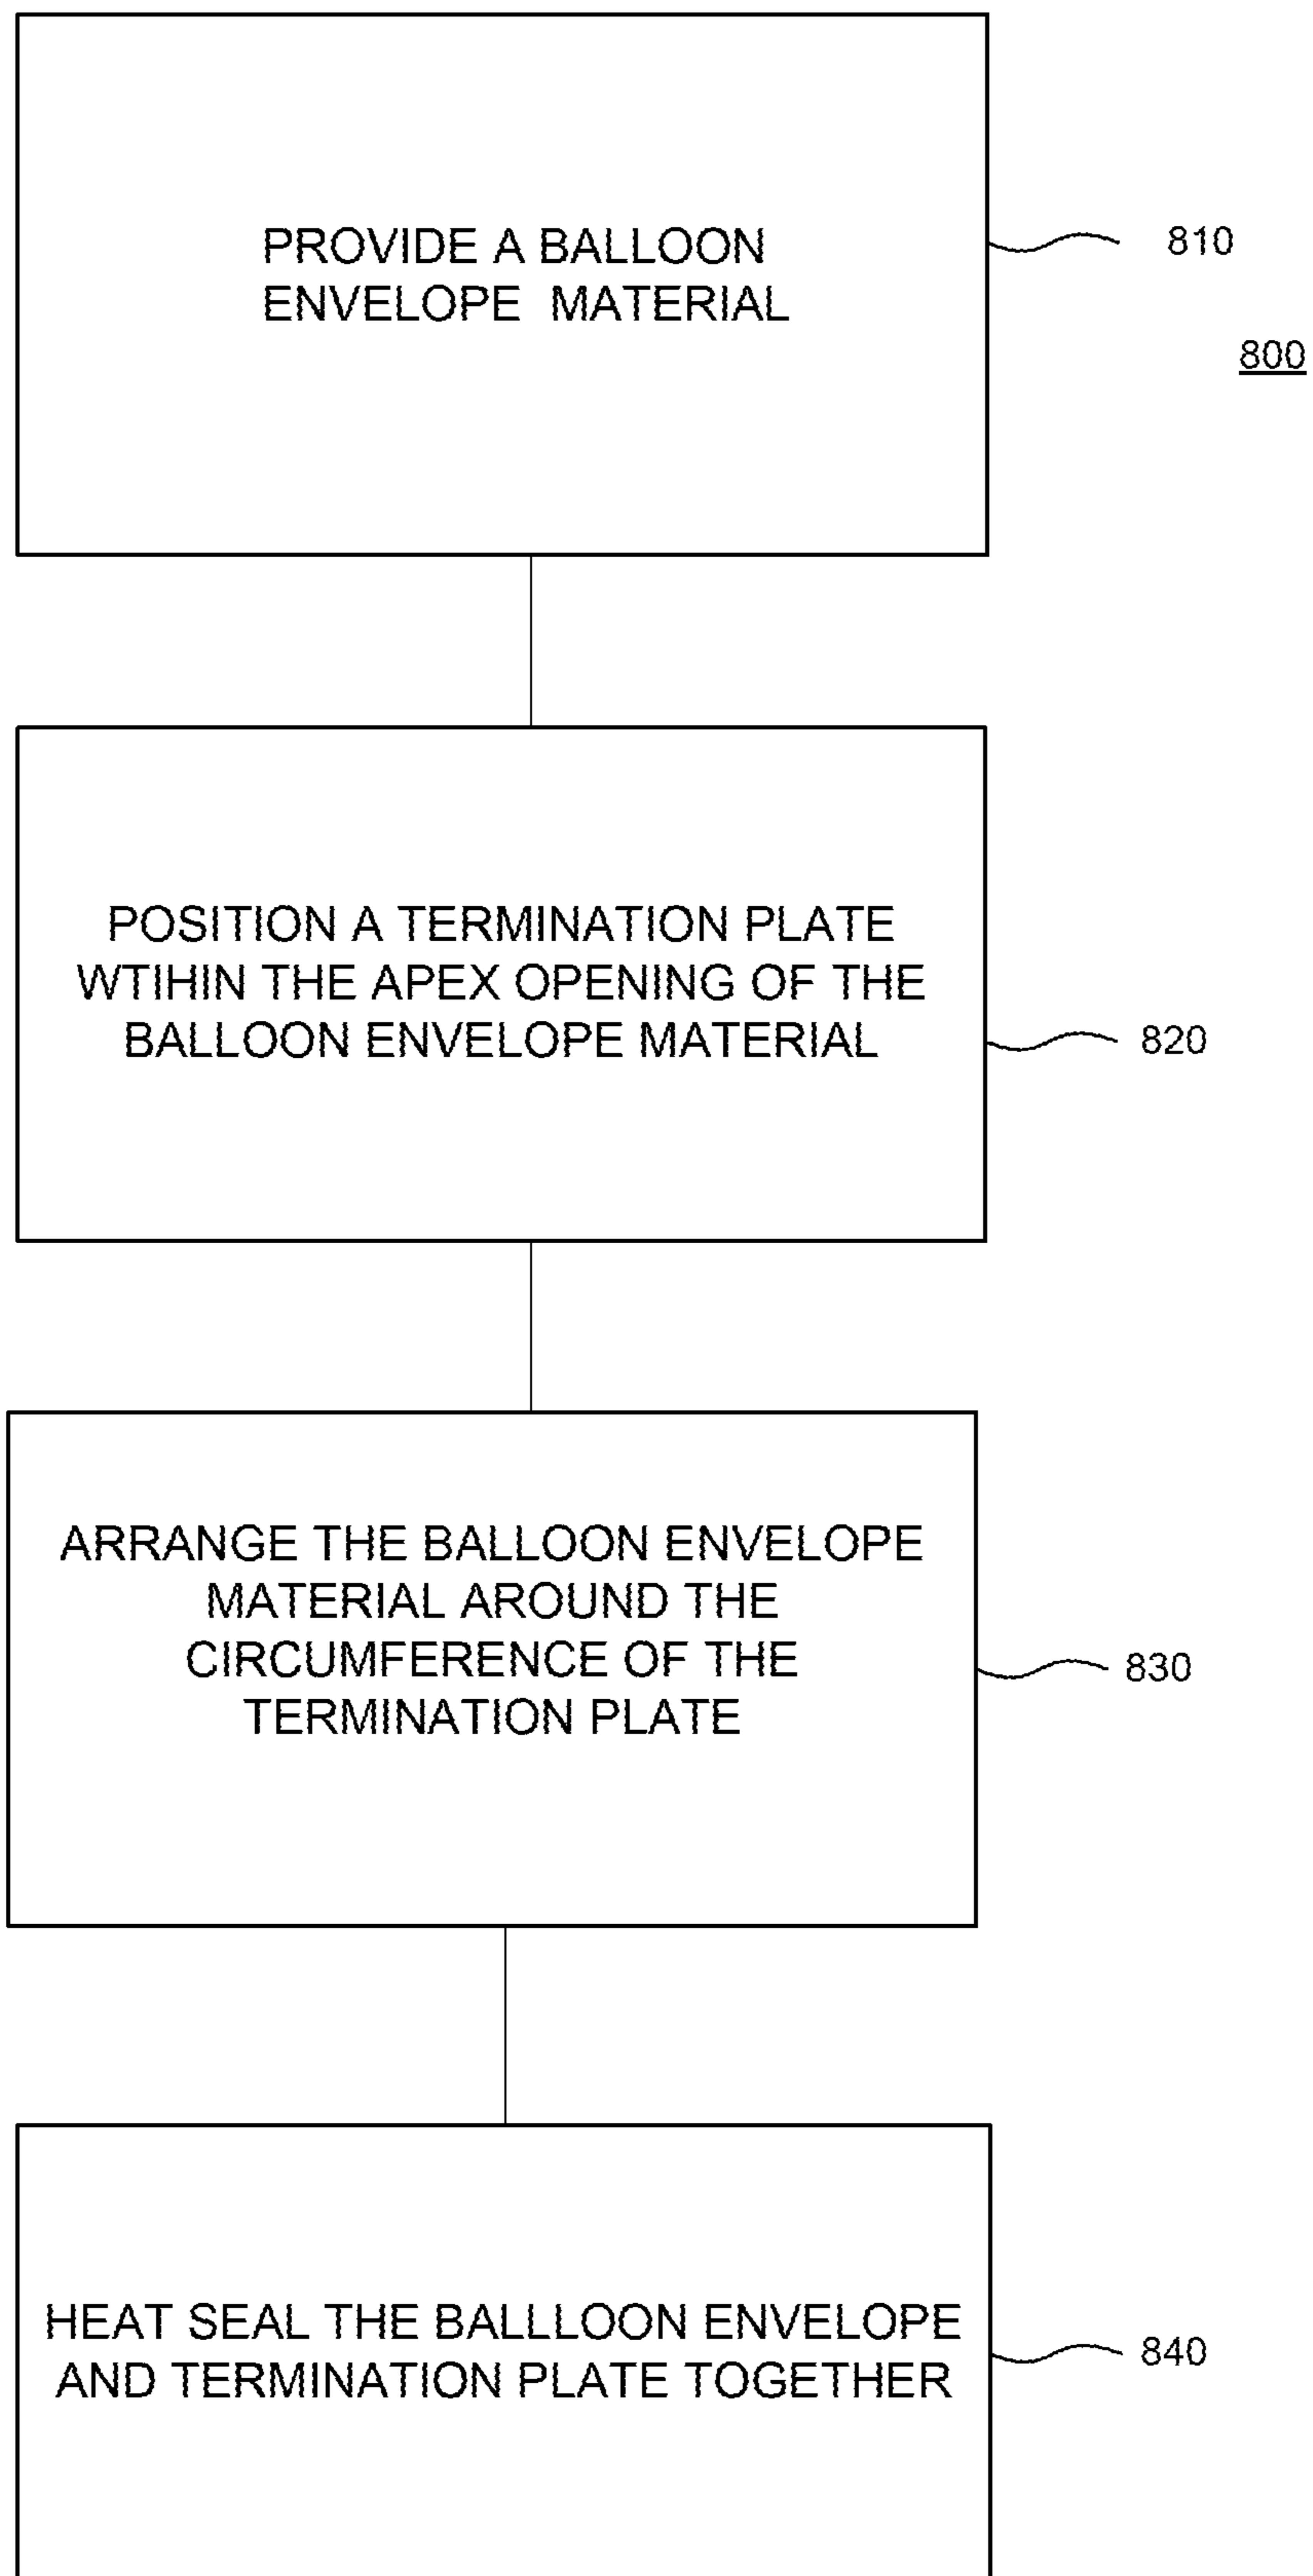 PROVIDE A BALLOON
ENVELOPE MATERIAL
810
800
POSITION A TERMINATION PLATE
WTIHIN THE APEX OPENING OF THE
BALLOON ENVELOPE MATERIAL
820
ARRANGE THE BALLOON ENVELOPE
MATERIAL AROUND THE
CIRCUMFERENCE OF THE
TERMINATION PLATE
830
HEAT SEAL THE BALLLOON ENVELOPE
AND TERMINATION PLATE TOGETHER
840